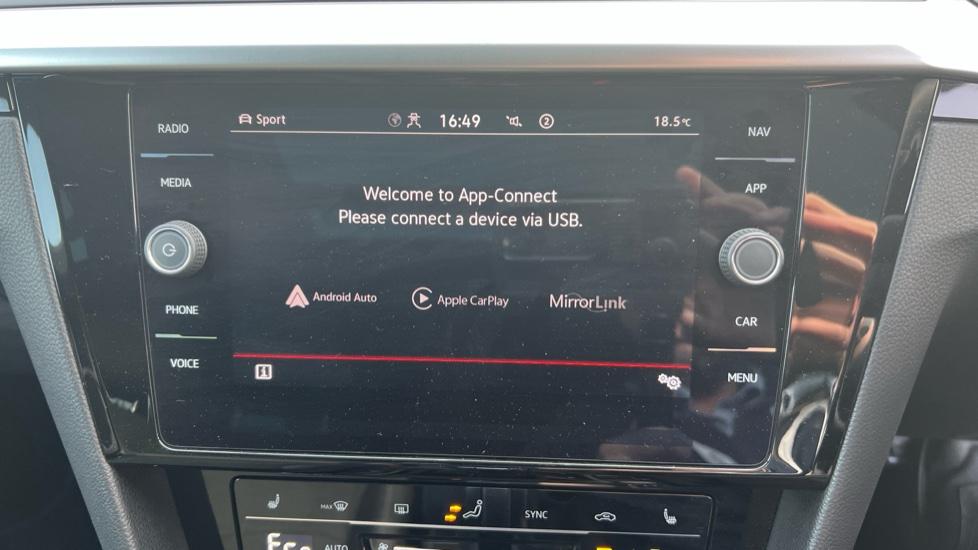 Sport
16:49
2
18.5°C
RADIO
MEDIA
PHONE
VOICE
Welcome to App-Connect
Please connect a device via USB.
Android Auto
Apple CarPlay
MirrorLink
NAV
APP
CAR
MENU
MAX
SYNC
AUTO